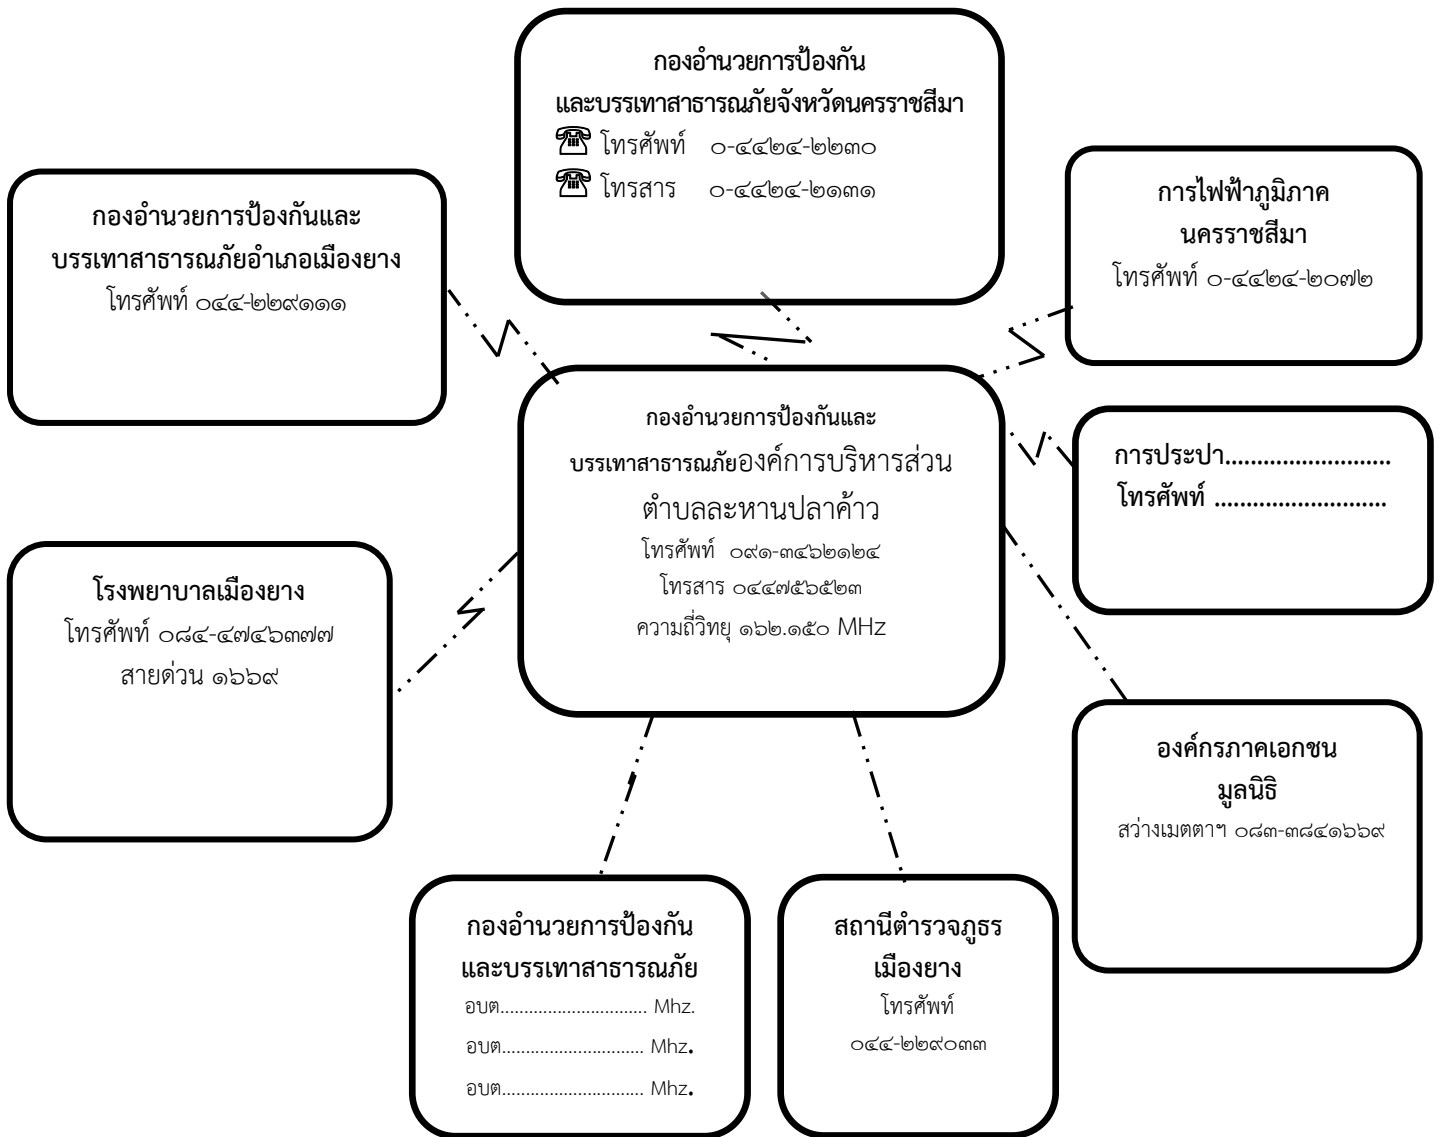 กองอำนวยการป้องกัน
และบรรเทาสาธารณภัยจังหวัดนครราชสีมา
โทรศัพท์ ๐-๔๔๒๔-๒๒๓๐
โทรสาร ๐-๔๔๒๔-๒๑๓๑
กองอำนวยการป้องกันและ
บรรเทาสาธารณภัยอำเภอเมืองยาง
โทรศัพท์ ๐๔๔-๒๒๙๑๑๑
การไฟฟ้าภูมิภาค
นครราชสีมา
โทรศัพท์ ๐-๔๔๒๔-๒๐๗๒
กองอำนวยการป้องกันและ
บรรเทาสาธารณภัยองค์การบริหารส่วน
ตำบลละหานปลาค้าว
โทรศัพท์ ๐๙๑-๓๔๖๒๑๒๔
โทรสาร ๐๔๔๗๕๖๕๒๓
ความถี่วิทยุ ๑๖๒.๑๕๐ MHz
การประปา..........................
โทรศัพท์ ...........................
โรงพยาบาลเมืองยาง
โทรศัพท์ ๐๘๔-๔๗๔๖๓๗๗
สายด่วน ๑๖๖๙
องค์กรภาคเอกชน
มูลนิธิ
สว่างเมตตาฯ ๐๘๓-๓๘๔๑๖๖๙
กองอำนวยการป้องกัน
และบรรเทาสาธารณภัย
อบต............................... Mhz.
อบต.............................. Mhz.
อบต.............................. Mhz.
สถานีตำรวจภูธร
เมืองยาง
โทรศัพท์
๐๔๔-๒๒๙๐๓๓